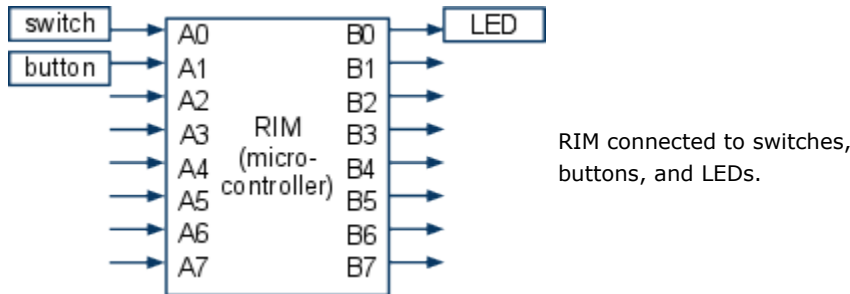 switch
button
A0
A1
A2
A3
A4
A5
A6
A7
RIM
(micro-
controller)
B0
B1
B2
B3
B4
B5
B6
B7
LED
RIM connected to switches,
buttons, and LEDs.